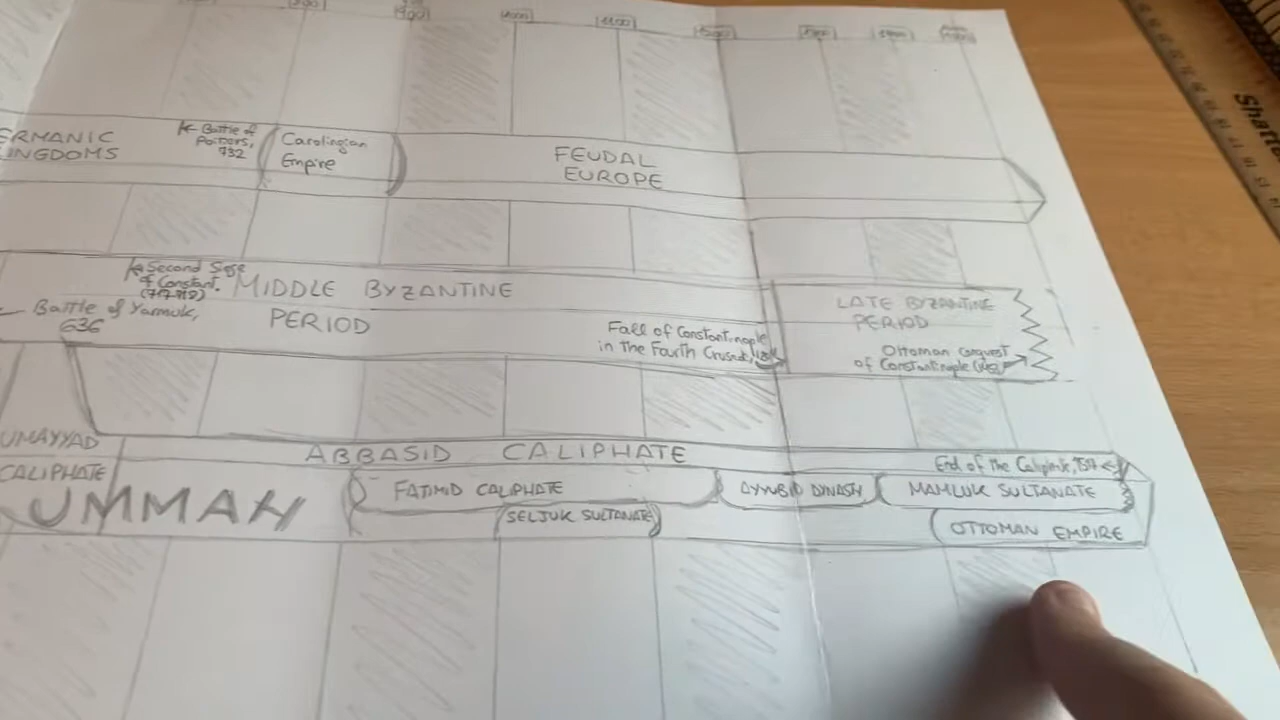 1100
ERMANIC
INGDOMS
Battle of
Poitiers,
732
Carolingian
Empire
FEUDAL
EUROPE
Second Siege
of Constant.
MIDDLE BYZANTINE
PERIOD
Battle of Yarmuk,
636
Fall of Constantinople
in the Fourth Crusade,
LATE BYZANTINE
PERIOD
Ottoman conquest
of Constantinople
UMAYYAD
CALIPHATE
ABBASID CALIPHATE
End of the Caliphate, 1517
UMMAH
FATIMID CALIPHATE
SELJUK SULTANATE
AYYUBID DYNASTY
MAMLUK SULTANATE
OTTOMAN EMPIRE